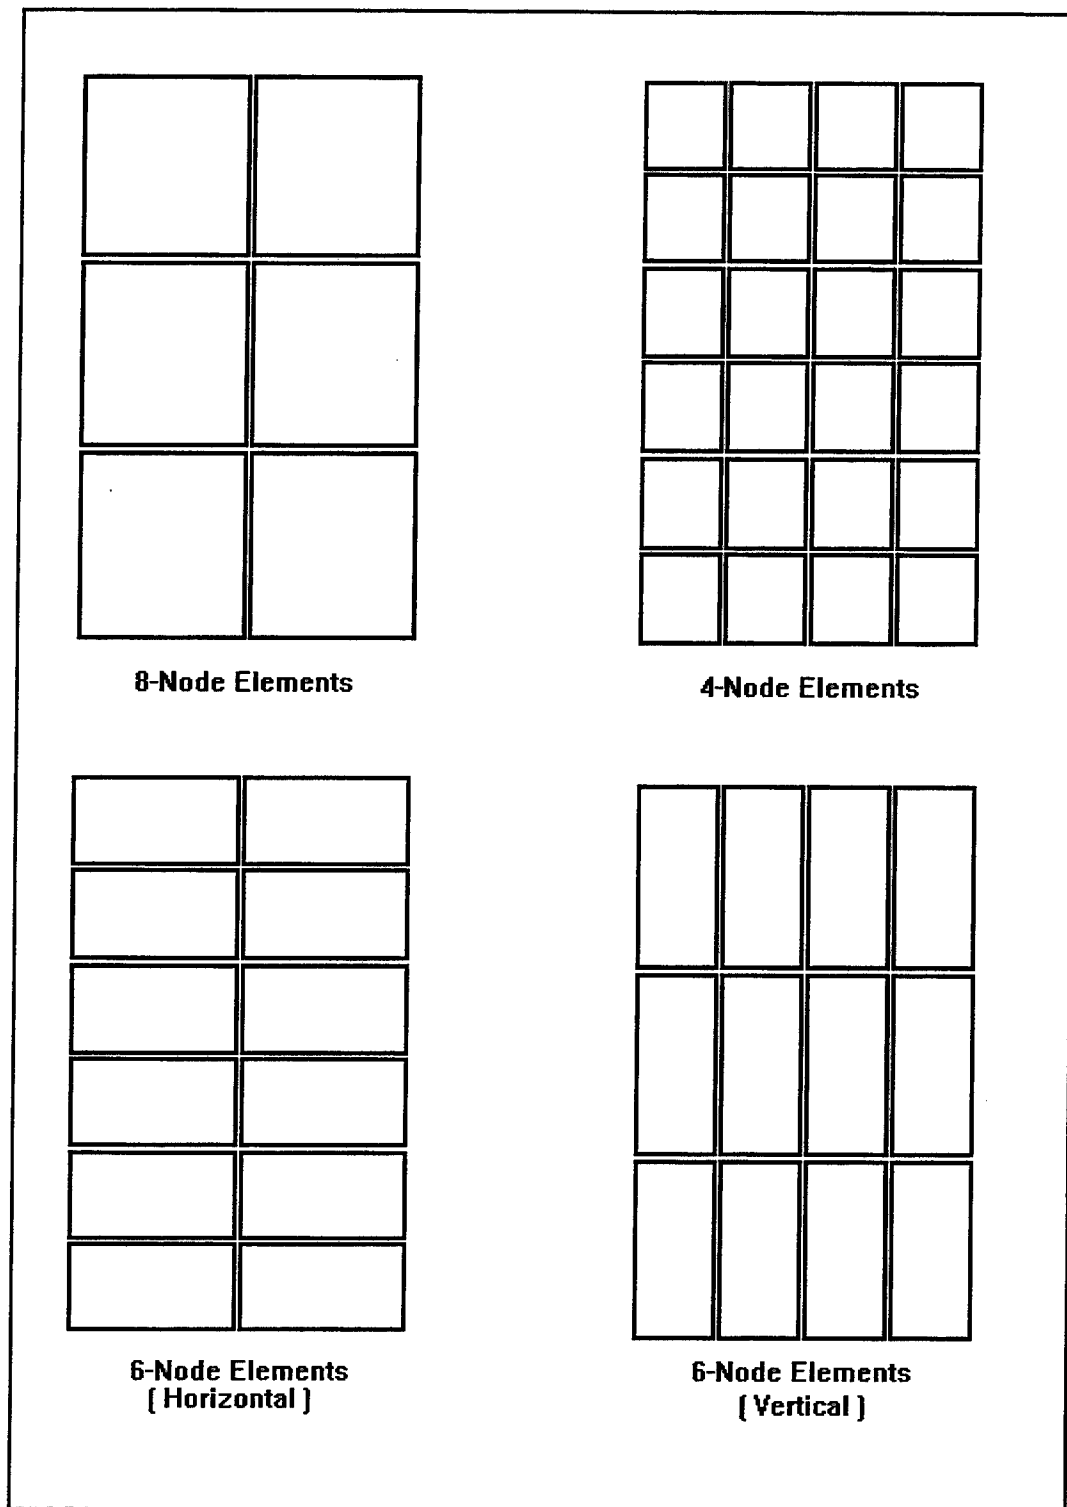 8-Node Elements
4-Node Elements
6-Node Elements
[ Horizontal ]
6-Node Elements
[ Vertical ]